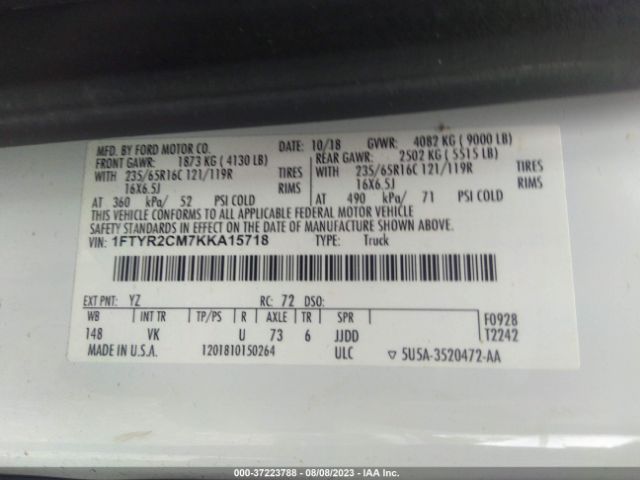 MFD. BY FORD MOTOR CO. DATE: 10/18 GVWR: 4082 KG ( 9000 LB)
FRONT GAWR: 1873 KG ( 4130 LB) REAR GAWR: 2502 KG ( 5515 LB)
WITH 235/65R16C 121/119R TIRES WITH 235/65R16C 121/119R TIRES
16X6.5J RIMS 16X6.5J RIMS
AT 360 kPa/ 52 PSI COLD AT 490 kPa/ 71 PSI COLD
THIS VEHICLE CONFORMS TO ALL APPLICABLE FEDERAL MOTOR VEHICLE
SAFETY STANDARDS IN EFFECT ON THE DATE OF MANUFACTURE SHOWN ABOVE.
VIN: 1FTYR2CM7KKA15718 TYPE: Truck
EXT PNT: YZ RC: 72 DSO:
WB INT TR TP/PS R AXLE TR SPR F0928
148 VK U 73 6 JJDD T2242
MADE IN U.S.A. 1201810150264 ULC ▽ 5U5A-3520472-AA
000-37223788 - 08/08/2023 - IAA Inc.